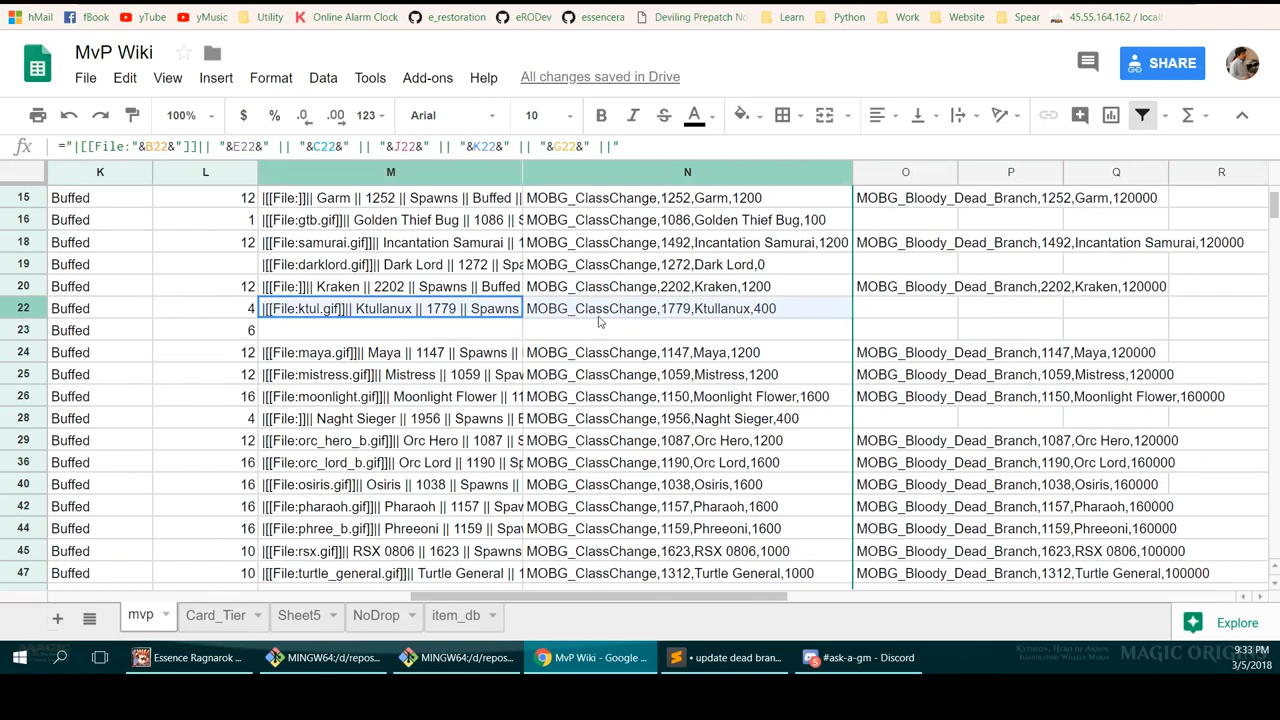 hMail fBook yTube yMusic Utility Online Alarm Clock e_restoration eRODev essencera Deviling Prepatch No Learn Python Work Website Spear 45.55.164.162 / local
MvP Wiki
File Edit View Insert Format Data Tools Add-ons Help All changes saved in Drive
SHARE
100% $ % .0 .00 123 Arial 10 B I S A Σ
fx ="|[[File:"&B22&"]]|| "&E22&" || "&C22&" || "&J22&" || "&K22&" || "&G22&" ||"
K L M N O P Q R
15 Buffed 12 |[[File:]]|| Garm || 1252 || Spawns || Buffed || MOBG_ClassChange,1252,Garm,1200 MOBG_Bloody_Dead_Branch,1252,Garm,120000
16 Buffed 1 |[[File:gtb.gif]]|| Golden Thief Bug || 1086 || S MOBG_ClassChange,1086,Golden Thief Bug,100
18 Buffed 12 |[[File:samurai.gif]]|| Incantation Samurai || 1 MOBG_ClassChange,1492,Incantation Samurai,1200 MOBG_Bloody_Dead_Branch,1492,Incantation Samurai,120000
19 Buffed |[[File:darklord.gif]]|| Dark Lord || 1272 || Spa MOBG_ClassChange,1272,Dark Lord,0
20 Buffed 12 |[[File:]]|| Kraken || 2202 || Spawns || Buffed MOBG_ClassChange,2202,Kraken,1200 MOBG_Bloody_Dead_Branch,2202,Kraken,120000
22 Buffed 4 |[[File:ktul.gif]]|| Ktullanux || 1779 || Spawns MOBG_ClassChange,1779,Ktullanux,400
23 Buffed 6
24 Buffed 12 |[[File:maya.gif]]|| Maya || 1147 || Spawns || MOBG_ClassChange,1147,Maya,1200 MOBG_Bloody_Dead_Branch,1147,Maya,120000
25 Buffed 12 |[[File:mistress.gif]]|| Mistress || 1059 || Spaw MOBG_ClassChange,1059,Mistress,1200 MOBG_Bloody_Dead_Branch,1059,Mistress,120000
26 Buffed 16 |[[File:moonlight.gif]]|| Moonlight Flower || 11 MOBG_ClassChange,1150,Moonlight Flower,1600 MOBG_Bloody_Dead_Branch,1150,Moonlight Flower,160000
28 Buffed 4 |[[File:]]|| Naght Sieger || 1956 || Spawns || E MOBG_ClassChange,1956,Naght Sieger,400
29 Buffed 12 |[[File:orc_hero_b.gif]]|| Orc Hero || 1087 || Sp MOBG_ClassChange,1087,Orc Hero,1200 MOBG_Bloody_Dead_Branch,1087,Orc Hero,120000
36 Buffed 16 |[[File:orc_lord_b.gif]]|| Orc Lord || 1190 || Sp MOBG_ClassChange,1190,Orc Lord,1600 MOBG_Bloody_Dead_Branch,1190,Orc Lord,160000
40 Buffed 16 |[[File:osiris.gif]]|| Osiris || 1038 || Spawns || MOBG_ClassChange,1038,Osiris,1600 MOBG_Bloody_Dead_Branch,1038,Osiris,160000
42 Buffed 16 |[[File:pharaoh.gif]]|| Pharaoh || 1157 || Spaw MOBG_ClassChange,1157,Pharaoh,1600 MOBG_Bloody_Dead_Branch,1157,Pharaoh,160000
44 Buffed 16 |[[File:phree_b.gif]]|| Phreeoni || 1159 || Spaw MOBG_ClassChange,1159,Phreeoni,1600 MOBG_Bloody_Dead_Branch,1159,Phreeoni,160000
45 Buffed 10 |[[File:rsx.gif]]|| RSX 0806 || 1623 || Spawns MOBG_ClassChange,1623,RSX 0806,1000 MOBG_Bloody_Dead_Branch,1623,RSX 0806,100000
47 Buffed 10 |[[File:turtle_general.gif]]|| Turtle General || 1 MOBG_ClassChange,1312,Turtle General,1000 MOBG_Bloody_Dead_Branch,1312,Turtle General,100000
+ mvp Card_Tier Sheet5 NoDrop item_db Explore
Essence Ragnarok ... MINGW64:/d/repos... MINGW64:/d/repos... MvP Wiki - Google ... • update dead bran... #ask-a-gm - Discord MAGIC ORIGINS 9:33 PM
3/5/2018